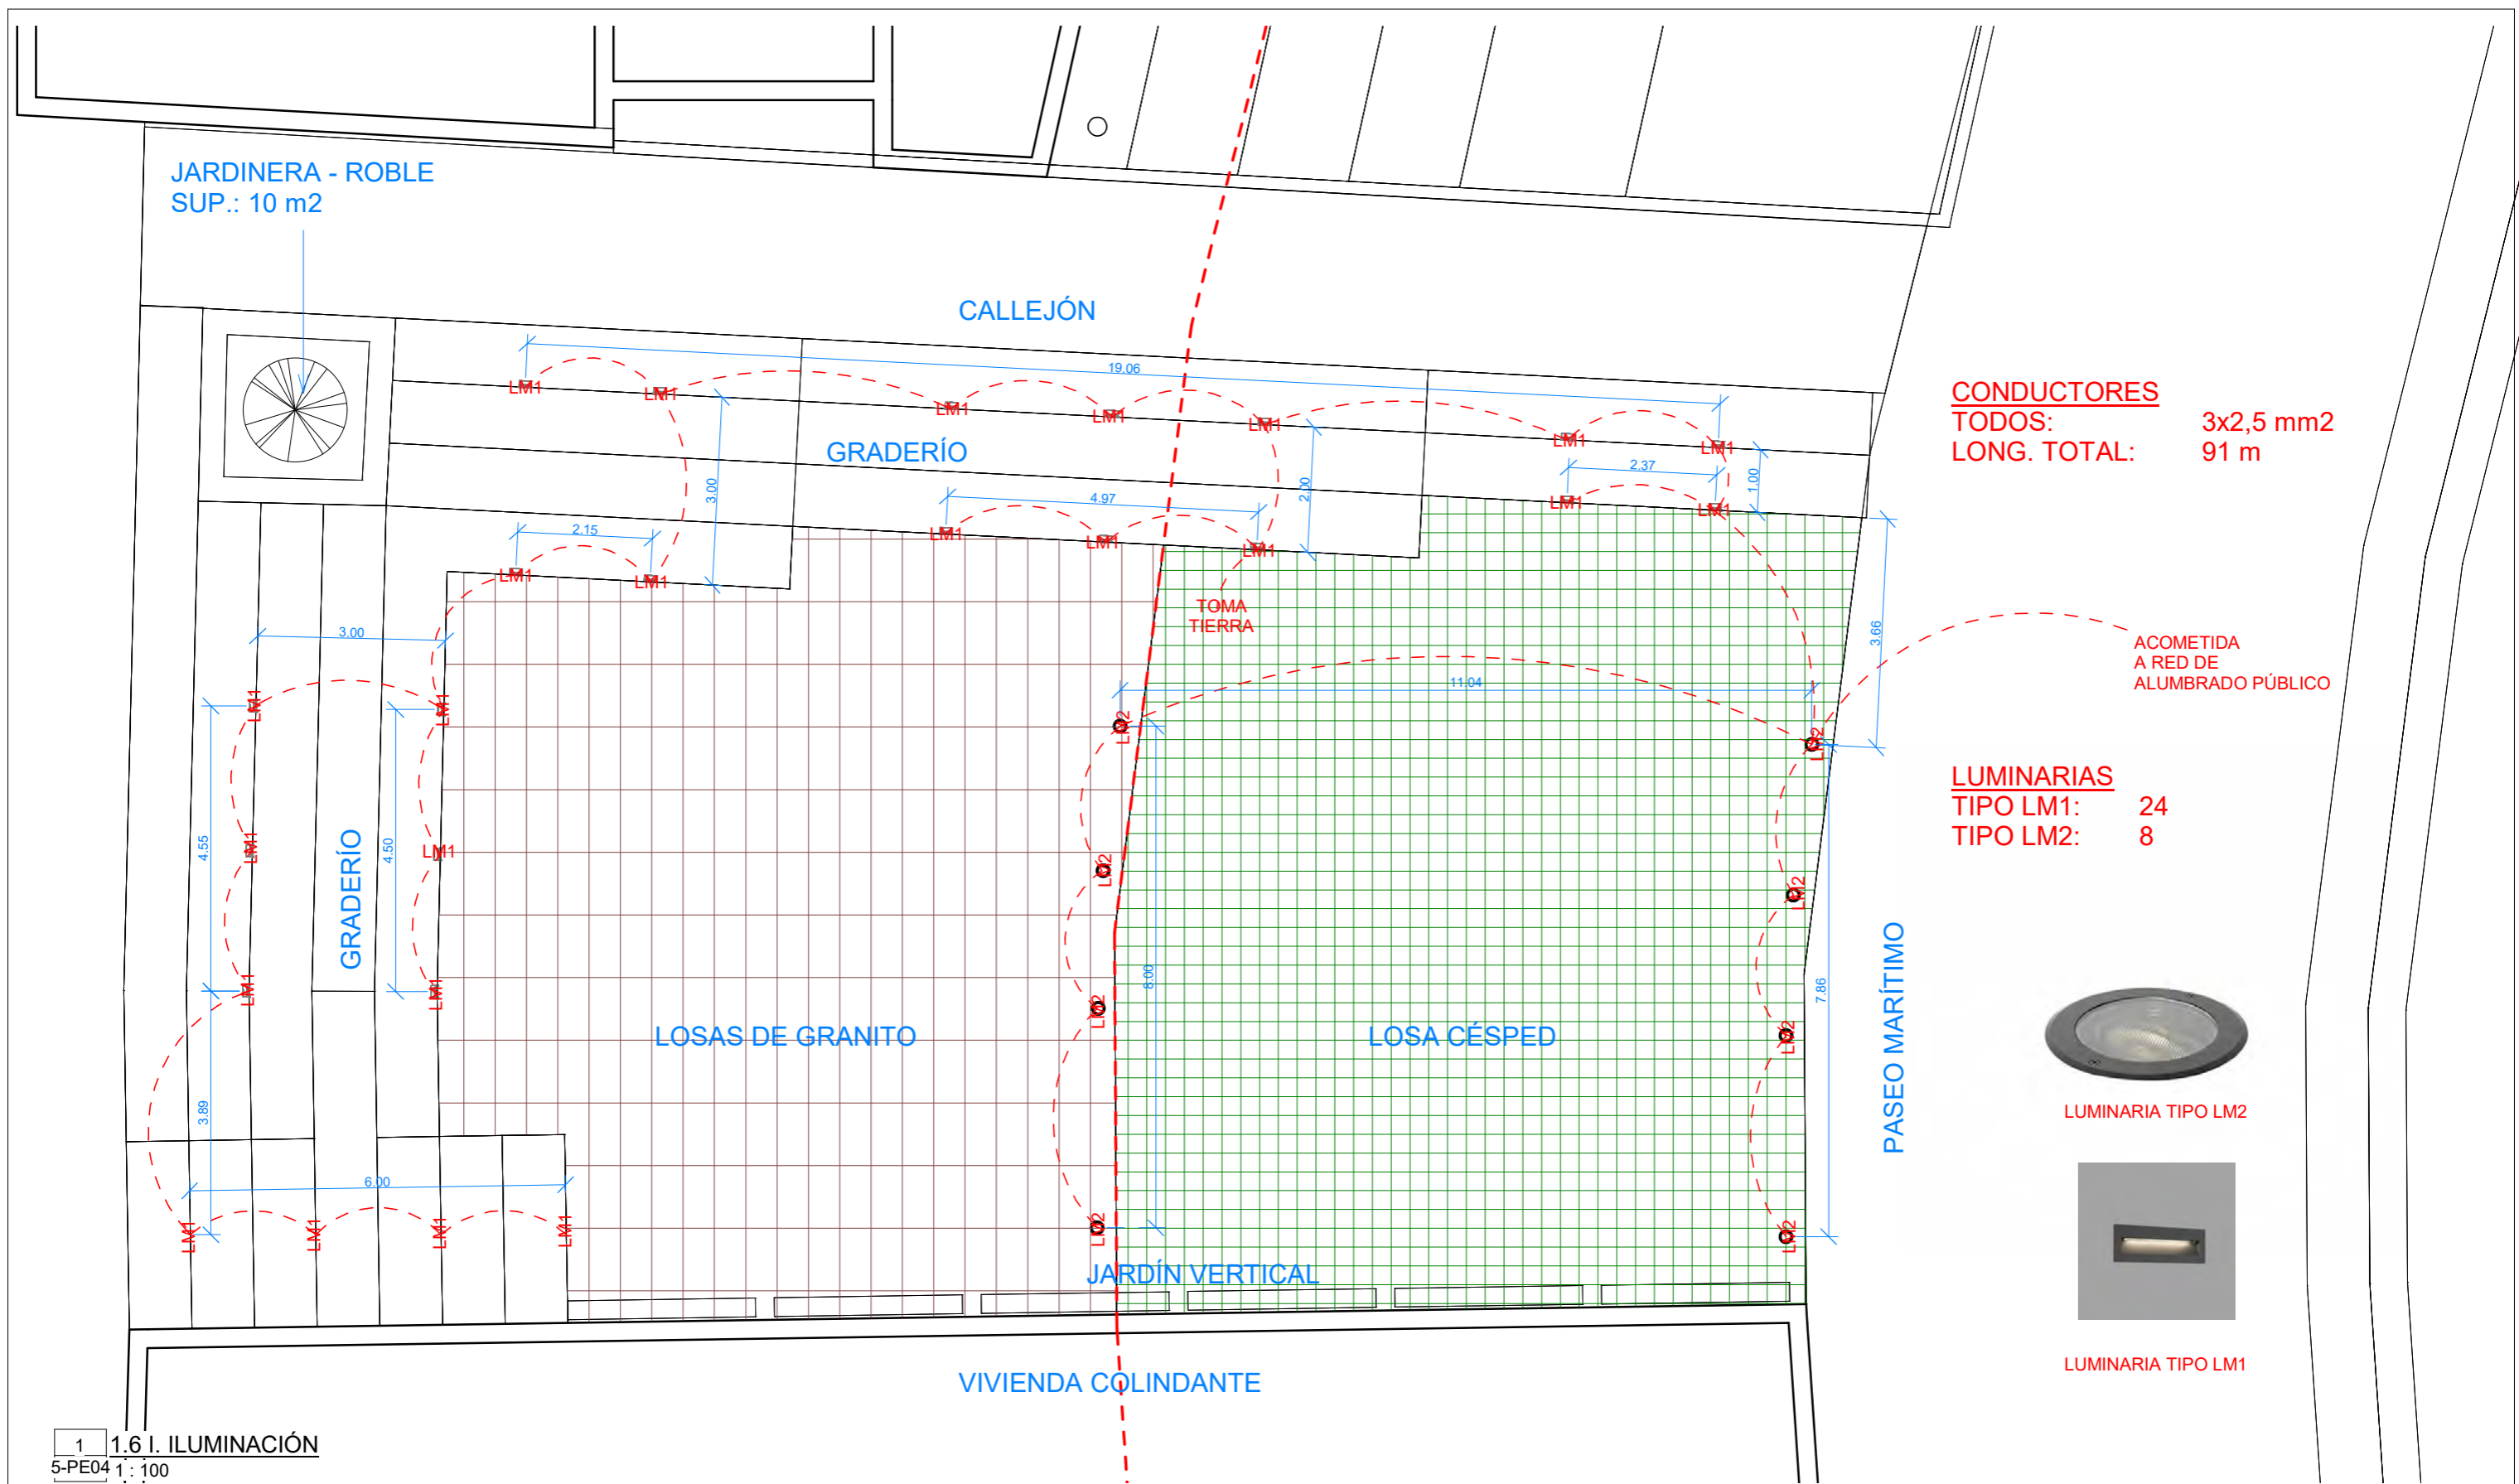 JARDINERA - ROBLE
SUP.: 10 m2
CALLEJÓN
19.06
LM1
LM1
LM1
LM1
LM1
LM1
LM1
GRADERÍO
3.00
2.00
2.37
1.00
4.97
2.15
LM1
LM1
LM1
LM1
LM1
LM1
LM1
TOMA
TIERRA
CONDUCTORES
TODOS: 3x2,5 mm2
LONG. TOTAL: 91 m
3.00
3.66
ACOMETIDA
A RED DE
ALUMBRADO PÚBLICO
11.04
LM1
LM1
LM2
LM2
LUMINARIAS
TIPO LM1: 24
TIPO LM2: 8
4.55
4.50
GRADERÍO
LM1
LM1
LM2
LM2
LM1
LM1
LM2
LM2
8.00
7.86
PASEO MARÍTIMO
LOSAS DE GRANITO
LOSA CÉSPED
LUMINARIA TIPO LM2
3.89
6.00
LM1
LM1
LM1
LM1
LM2
LM2
JARDÍN VERTICAL
LUMINARIA TIPO LM1
VIVIENDA COLINDANTE
1
1.6 I. ILUMINACIÓN
5-PE04
1 : 100